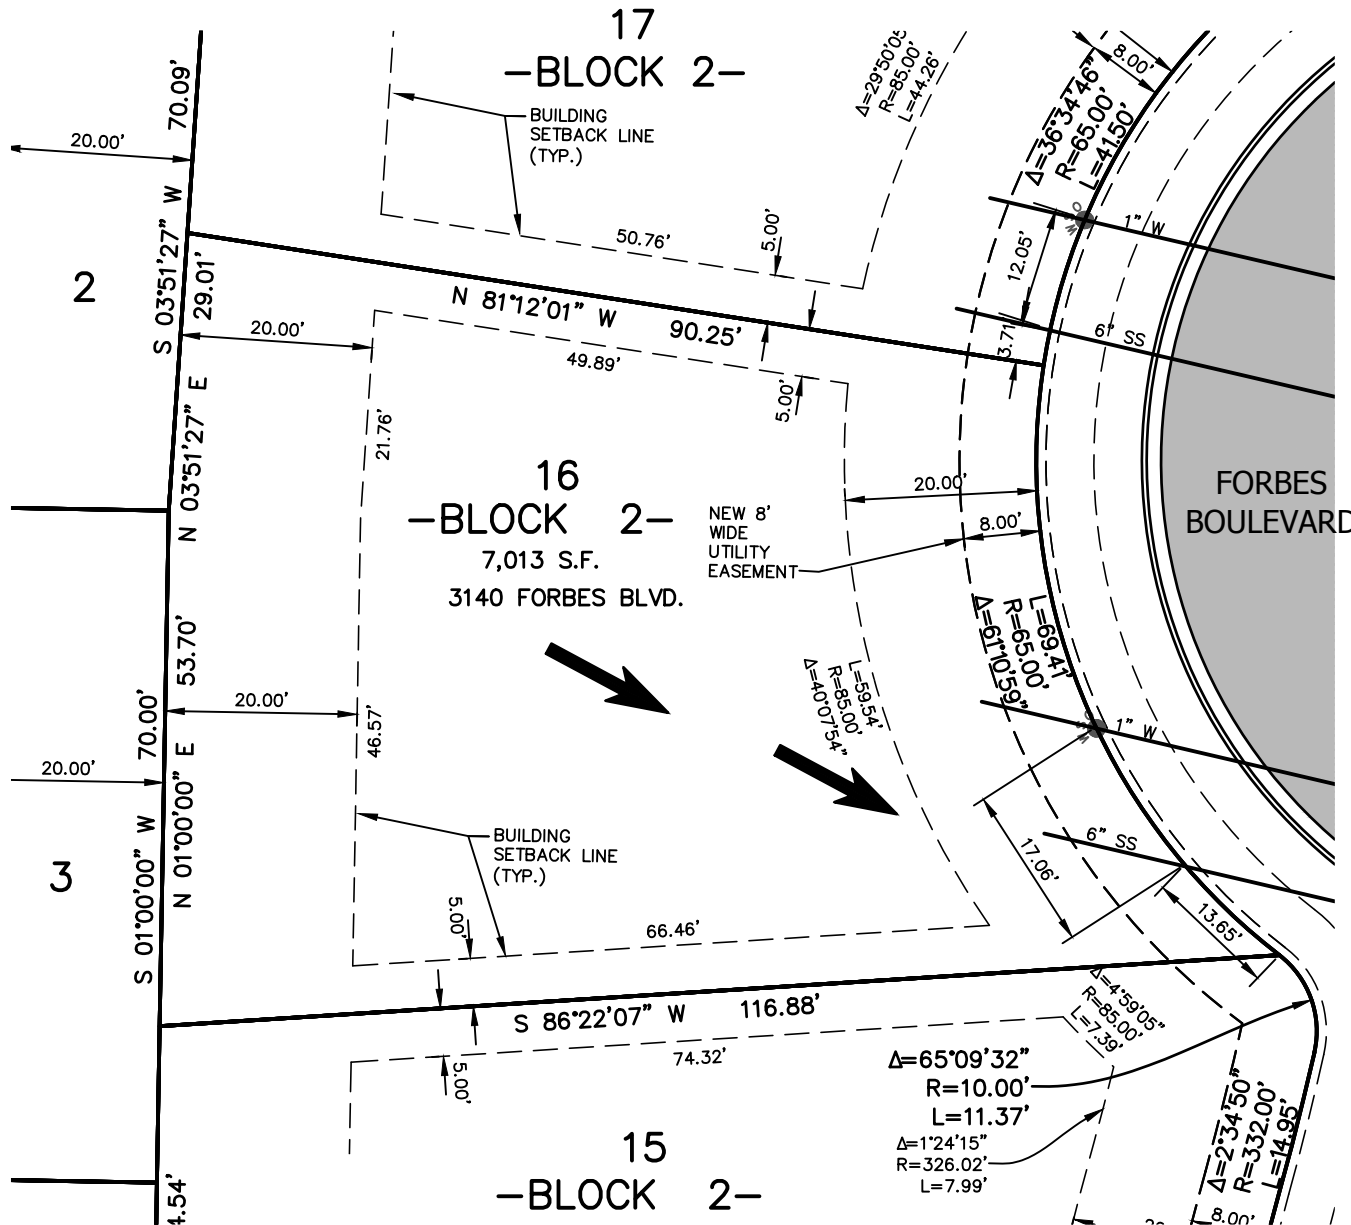 17
-BLOCK 2-
BUILDING
SETBACK LINE
(TYP.)
Δ=29°50'05
R=85.00'
L=44.26'
8.00'
Δ=36°34'46"
R=65.00'
L=41.50'
70.09'
20.00'
S 03°51'27" W
29.01'
2
50.76'
5.00'
N 81°12'01" W 90.25'
20.00'
49.89'
5.00'
12.05'
3.71'
1" W
6" SS
N 03°51'27" E
21.76'
16
-BLOCK 2-
7,013 S.F.
3140 FORBES BLVD.
NEW 8'
WIDE
UTILITY
EASEMENT
20.00'
8.00'
FORBES
BOULEVARD
L=69.41'
R=65.00'
Δ=61°10'59"
L=59.54'
R=85.00'
Δ=40°07'54"
53.70'
70.00'
20.00'
46.57'
20.00'
N 01°00'00" E
S 01°00'00" W
3
BUILDING
SETBACK LINE
(TYP.)
1" W
6" SS
17.06'
13.65'
5.00'
66.46'
S 86°22'07" W 116.88'
74.32'
5.00'
Δ=4°59'05"
R=85.00'
L=7.39'
Δ=65°09'32"
R=10.00'
L=11.37'
Δ=1°24'15"
R=326.02'
L=7.99'
Δ=2°34'50"
R=332.00'
L=14.95'
15
-BLOCK 2-
4.54'
8.00'